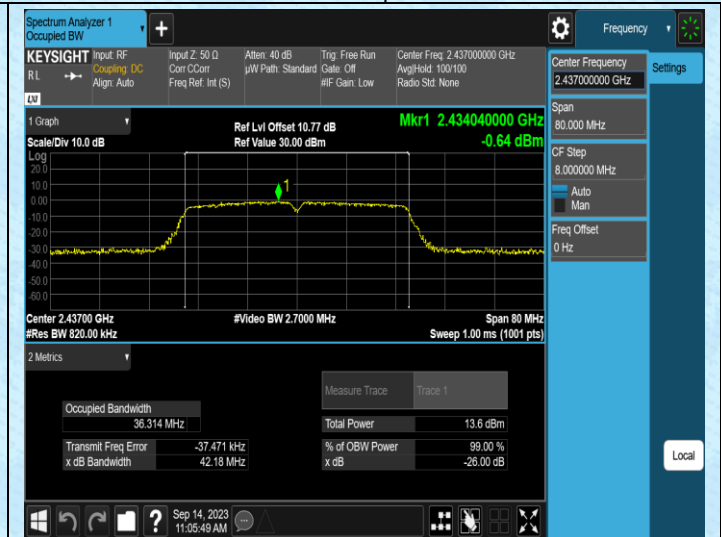 Spectrum Analyzer 1
Occupied BW
+
Frequency
KEYSIGHT
RL
LXI
Input: RF
Coupling: DC
Align: Auto
Input Z: 50 Ω
Corr CCorr
Freq Ref: Int (S)
Atten: 40 dB
µW Path: Standard
Trig: Free Run
Gate: Off
#IF Gain: Low
Center Freq: 2.437000000 GHz
Avg|Hold: 100/100
Radio Std: None
Center Frequency
2.437000000 GHz
Settings
Span
80.000 MHz
CF Step
8.000000 MHz
Auto
Man
Freq Offset
0 Hz
Local
1 Graph
Scale/Div 10.0 dB
Ref Lvl Offset 10.77 dB
Ref Value 30.00 dBm
Mkr1 2.434040000 GHz
-0.64 dBm
Log
20.0
10.0
0.00
-10.0
-20.0
-30.0
-40.0
-50.0
-60.0
1
Center 2.43700 GHz
#Res BW 820.00 kHz
#Video BW 2.7000 MHz
Span 80 MHz
Sweep 1.00 ms (1001 pts)
2 Metrics
Measure Trace
Trace 1
Occupied Bandwidth
36.314 MHz
Total Power
13.6 dBm
Transmit Freq Error
-37.471 kHz
% of OBW Power
99.00 %
x dB Bandwidth
42.18 MHz
x dB
-26.00 dB
?
Sep 14, 2023
11:05:49 AM